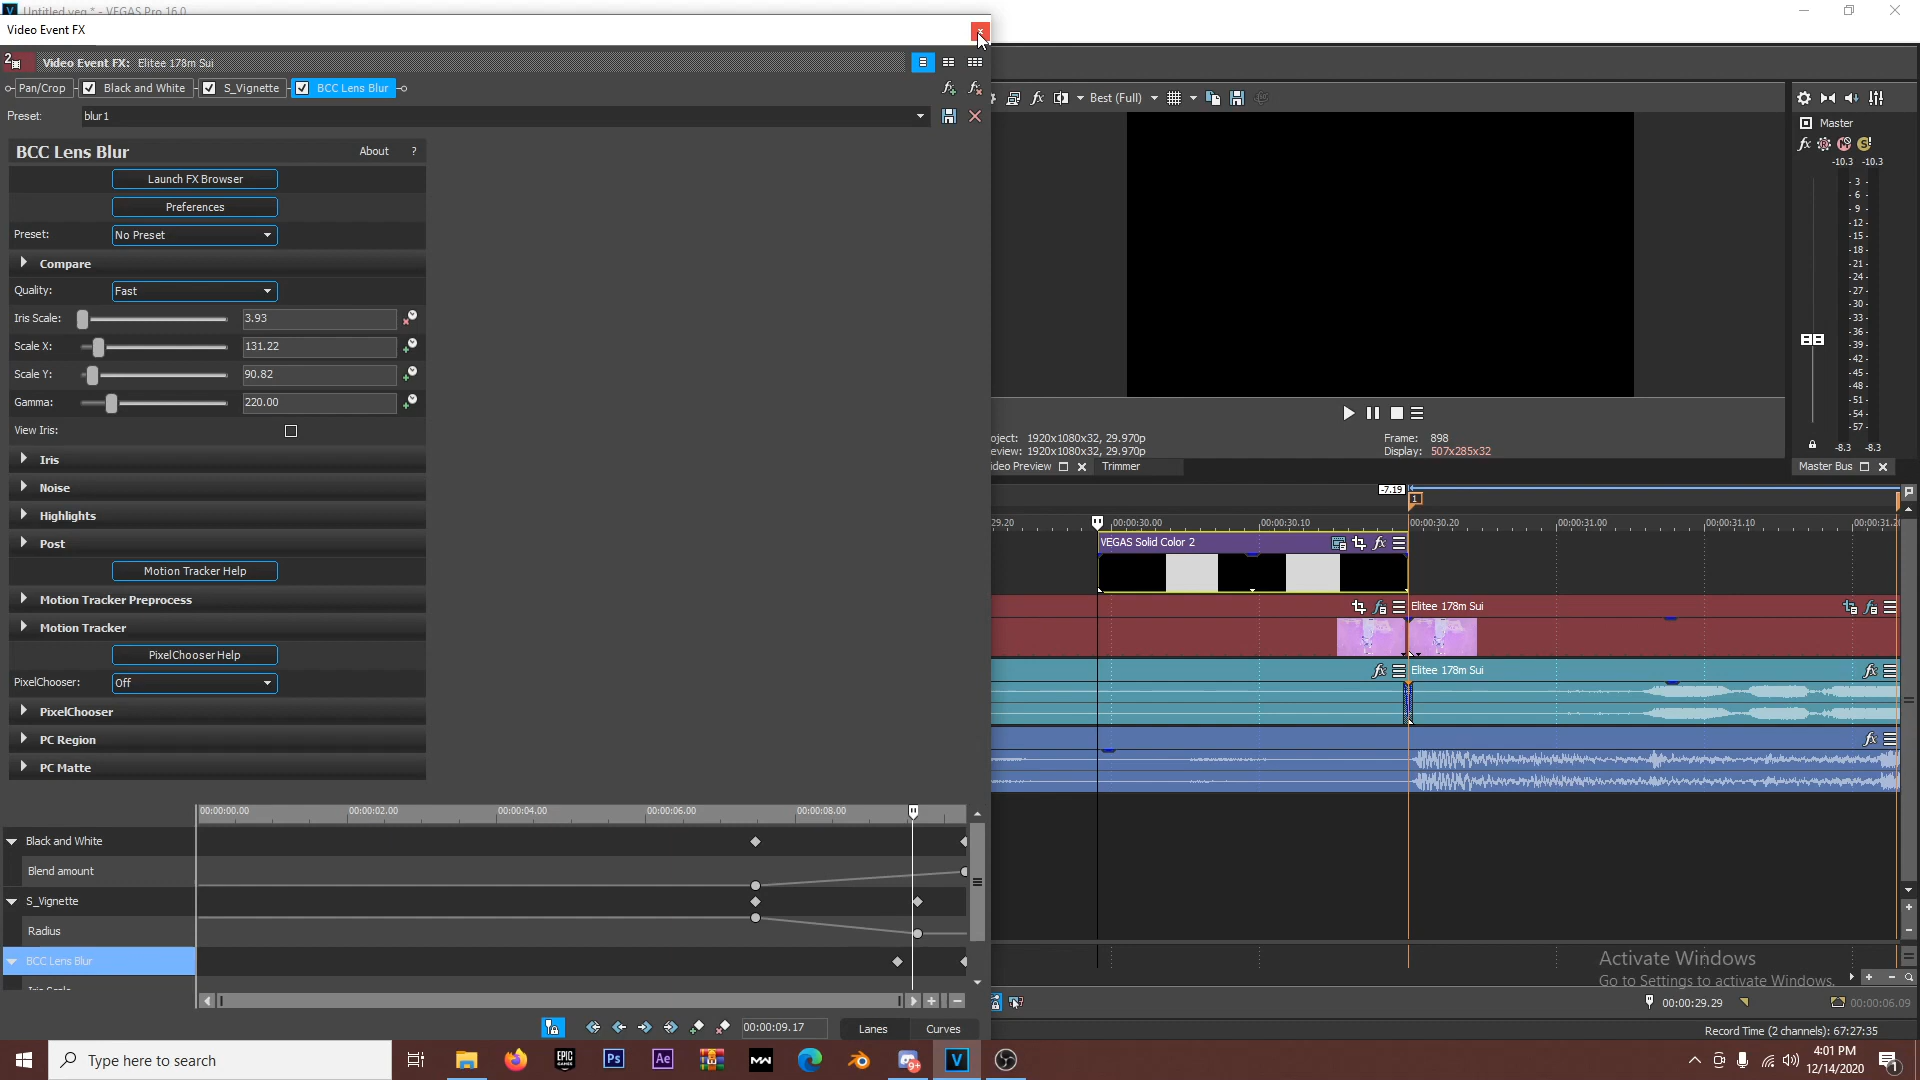 Untitled.veg * - VEGAS Pro 16.0
Video Event FX
Video Event FX: Elitee 178m Sui
Pan/Crop Black and White S_Vignette BCC Lens Blur
Preset: blur1
BCC Lens Blur About ?
Launch FX Browser
Preferences
Preset: No Preset
Compare
Quality: Fast
Iris Scale: 3.93
Scale X: 131.22
Scale Y: 90.82
Gamma: 220.00
View Iris:
Iris
Noise
Highlights
Post
Motion Tracker Help
Motion Tracker Preprocess
Motion Tracker
PixelChooser Help
PixelChooser: Off
PixelChooser
PC Region
PC Matte
00:00:00.00 00:00:02.00 00:00:04.00 00:00:06.00 00:00:08.00
Black and White
Blend amount
S_Vignette
Radius
BCC Lens Blur
Iris Scale
00:00:09.17 Lanes Curves
Best (Full)
oject: 1920x1080x32, 29.970p Frame: 898
eview: 1920x1080x32, 29.970p Display: 507x285x32
ideo Preview Trimmer
Master
-10.3 -10.3
-3-
-6-
-9-
-12-
-15-
-18-
-21-
-24-
-27-
-30-
-33-
-36-
-39-
-42-
-45-
-48-
-51-
-54-
-57-
-8.3 -8.3
Master Bus
-7.19
1
29.20 00:00:30.00 00:00:30.10 00:00:30.20 00:00:31.00 00:00:31.10 00:00:31.2
VEGAS Solid Color 2
Elitee 178m Sui
Elitee 178m Sui
Activate Windows
Go to Settings to activate Windows.
00:00:29.29 00:00:06.09
Record Time (2 channels): 67:27:35
Type here to search
EPIC GAMES Ps Ae MW 9+ V
4:01 PM
12/14/2020
1